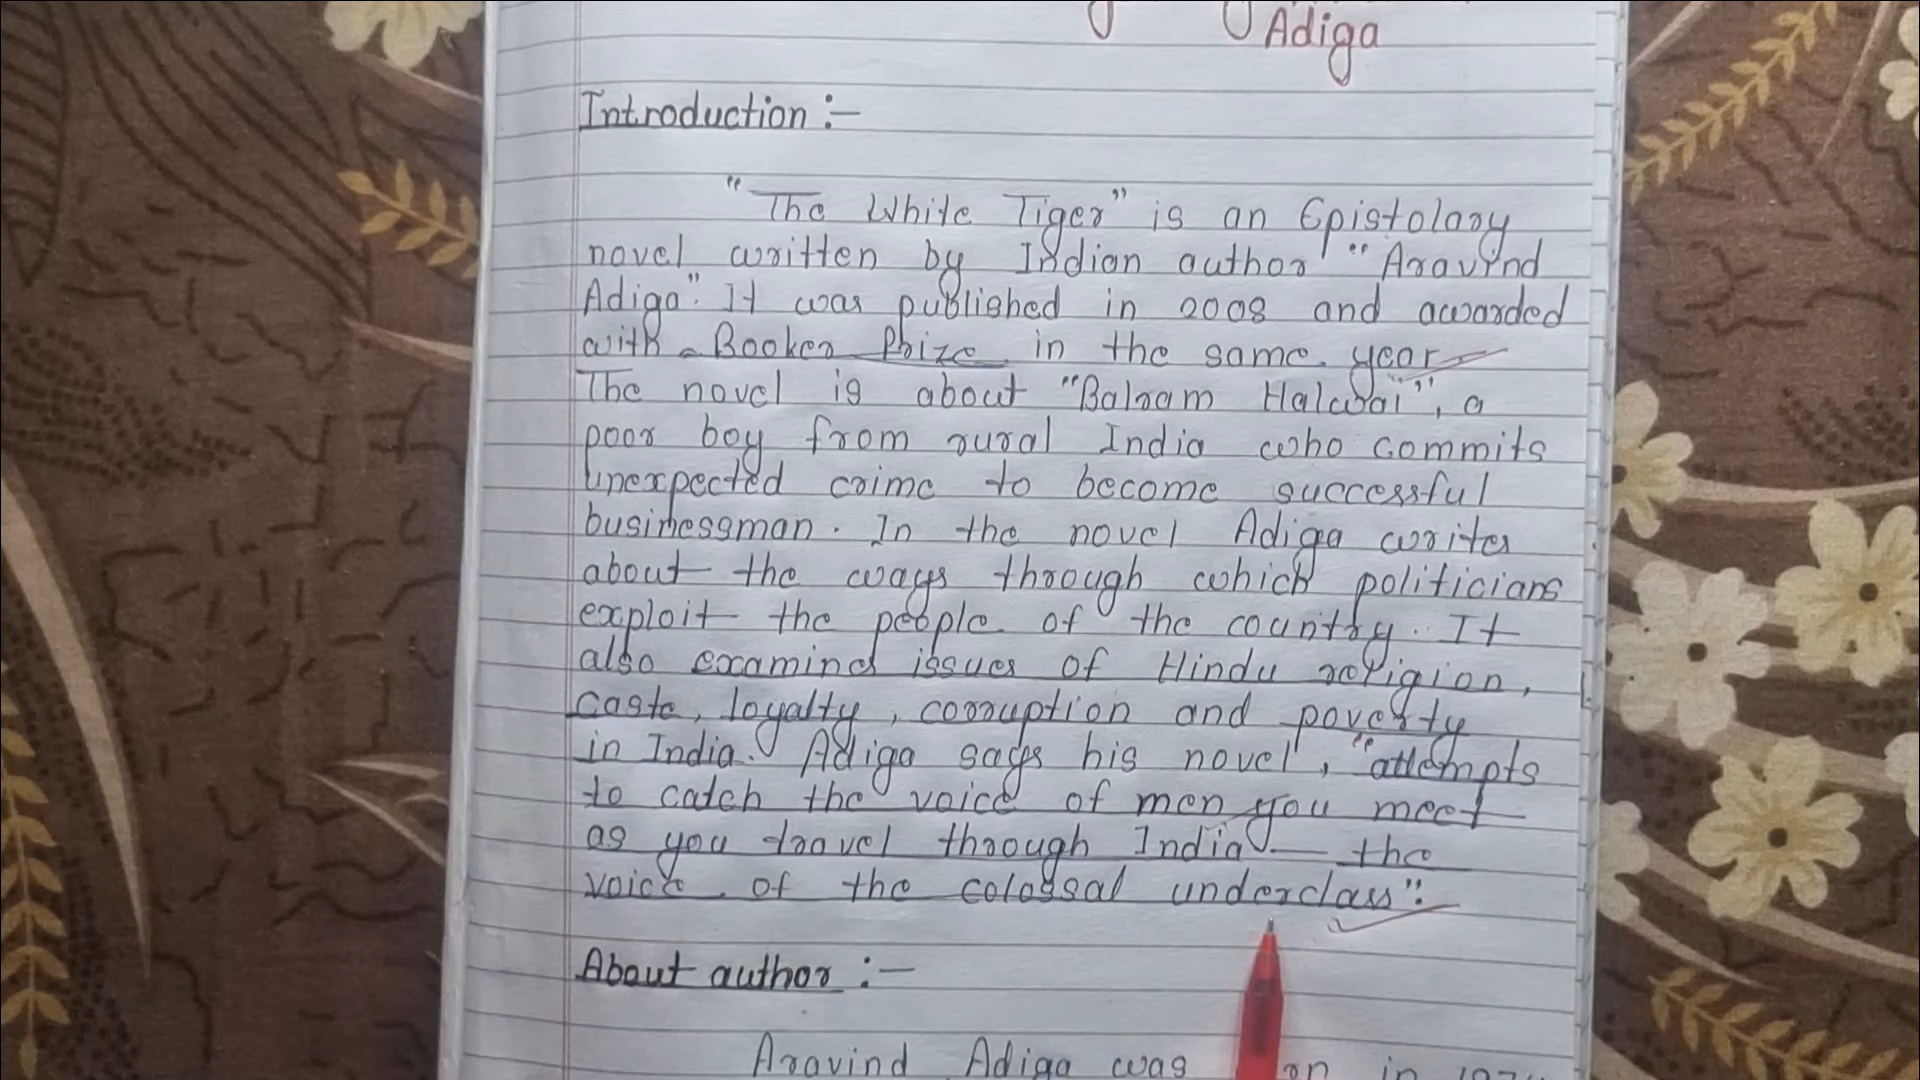 Adiga
Introduction :-
"The White Tiger" is an Epistolary
novel written by Indian author "Aravind
Adiga". It was published in 2008 and awarded
with Booker Prize in the same year
The novel is about "Balram Halwai", a
poor boy from rural India who commits
unexpected crime to become successful
businessman. In the novel Adiga writes
about the ways through which politicians
exploit the people of the country. It
also examines issues of Hindu religion,
caste, loyalty, corruption and poverty
in India. Adiga says his novel, "attempts
to catch the voice of men you meet
as you travel through India — the
voice of the colossal underclass".
About author :-
Aravind Adiga was in